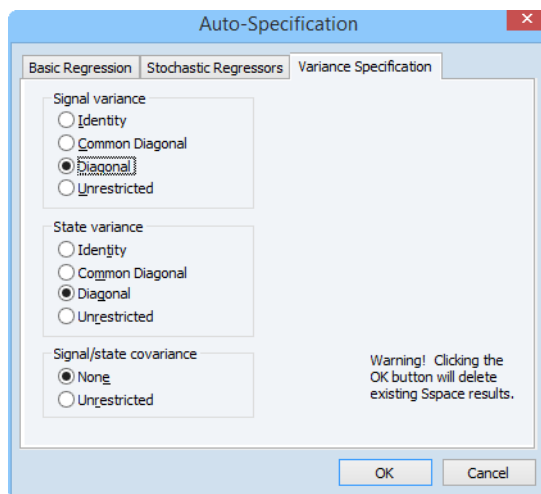 Auto-Specification
Basic Regression
Stochastic Regressors
Variance Specification
Signal variance
Identity
Common Diagonal
Diagonal
Unrestricted
State variance
Identity
Common Diagonal
Diagonal
Unrestricted
Signal/state covariance
None
Unrestricted
Warning! Clicking the
OK button will delete
existing Sspace results.
OK
Cancel